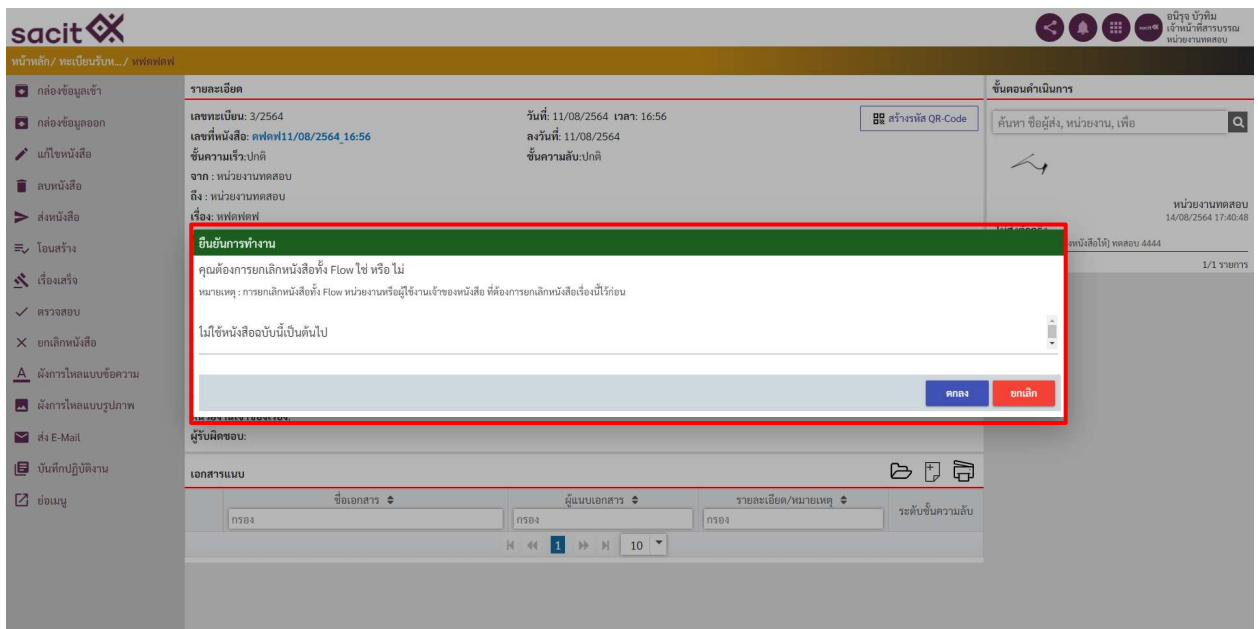 sacit
อนิรุจ บัวทิม
เจ้าหน้าที่สารบรรณ
หน่วยงานทดสอบ
หน้าหลัก/ ทะเบียนรับห.../ หฟดฟดฟ
กล่องข้อมูลเข้า
กล่องข้อมูลออก
แก้ไขหนังสือ
ลบหนังสือ
ส่งหนังสือ
โอนสร้าง
เรื่องเสร็จ
ตรวจสอบ
ยกเลิกหนังสือ
ผังการไหลแบบข้อความ
ผังการไหลแบบรูปภาพ
ส่ง E-Mail
บันทึกปฏิบัติงาน
ย่อเมนู
รายละเอียด
เลขทะเบียน: 3/2564 วันที่: 11/08/2564 เวลา: 16:56
สร้างรหัส QR-Code
เลขที่หนังสือ: ดฟดฟ11/08/2564_16:56 ลงวันที่: 11/08/2564
ชั้นความเร็ว:ปกติ ชั้นความลับ:ปกติ
จาก : หน่วยงานทดสอบ
ถึง : หน่วยงานทดสอบ
เรื่อง: หฟดฟดฟ
ยืนยันการทำงาน
คุณต้องการยกเลิกหนังสือทั้ง Flow ใช่ หรือ ไม่
หมายเหตุ : การยกเลิกหนังสือทั้ง Flow หน่วยงานหรือผู้ใช้งานเจ้าของหนังสือ ที่ต้องการยกเลิกหนังสือเรื่องนี้ไว้ก่อน
ไม่ใช้หนังสือฉบับนี้เป็นต้นไป
ตกลง ยกเลิก
ผู้รับผิดชอบ:
เอกสารแนบ
ชื่อเอกสาร ผู้แนบเอกสาร รายละเอียด/หมายเหตุ ระดับชั้นความลับ
กรอง กรอง กรอง
1 10
ขั้นตอนดำเนินการ
ค้นหา ชื่อผู้ส่ง, หน่วยงาน, เพื่อ
หน่วยงานทดสอบ
14/08/2564 17:40:48
ทดสอบ 4444
1/1 รายการ